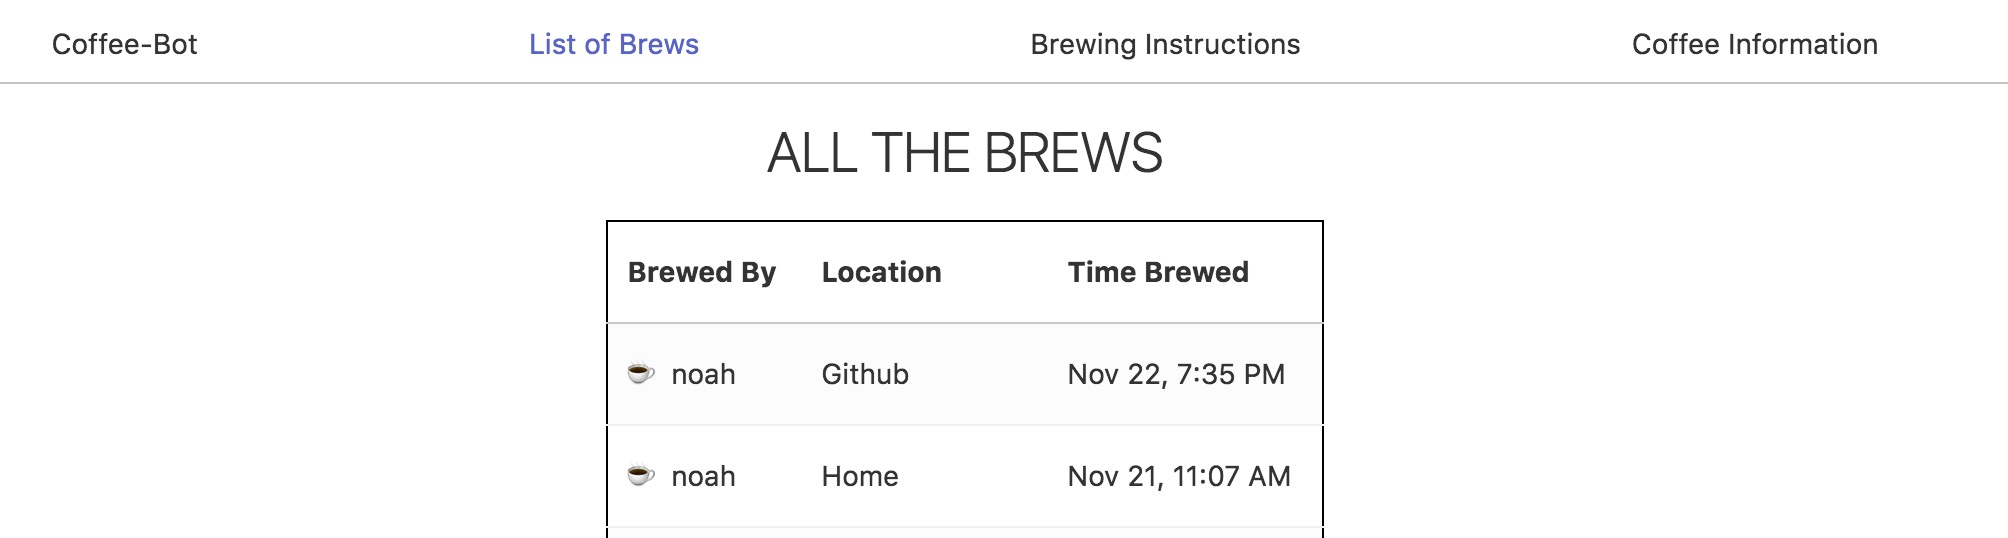 Coffee-Bot List of Brews Brewing Instructions Coffee Information
ALL THE BREWS
Brewed By Location Time Brewed
☕ noah Github Nov 22, 7:35 PM
☕ noah Home Nov 21, 11:07 AM